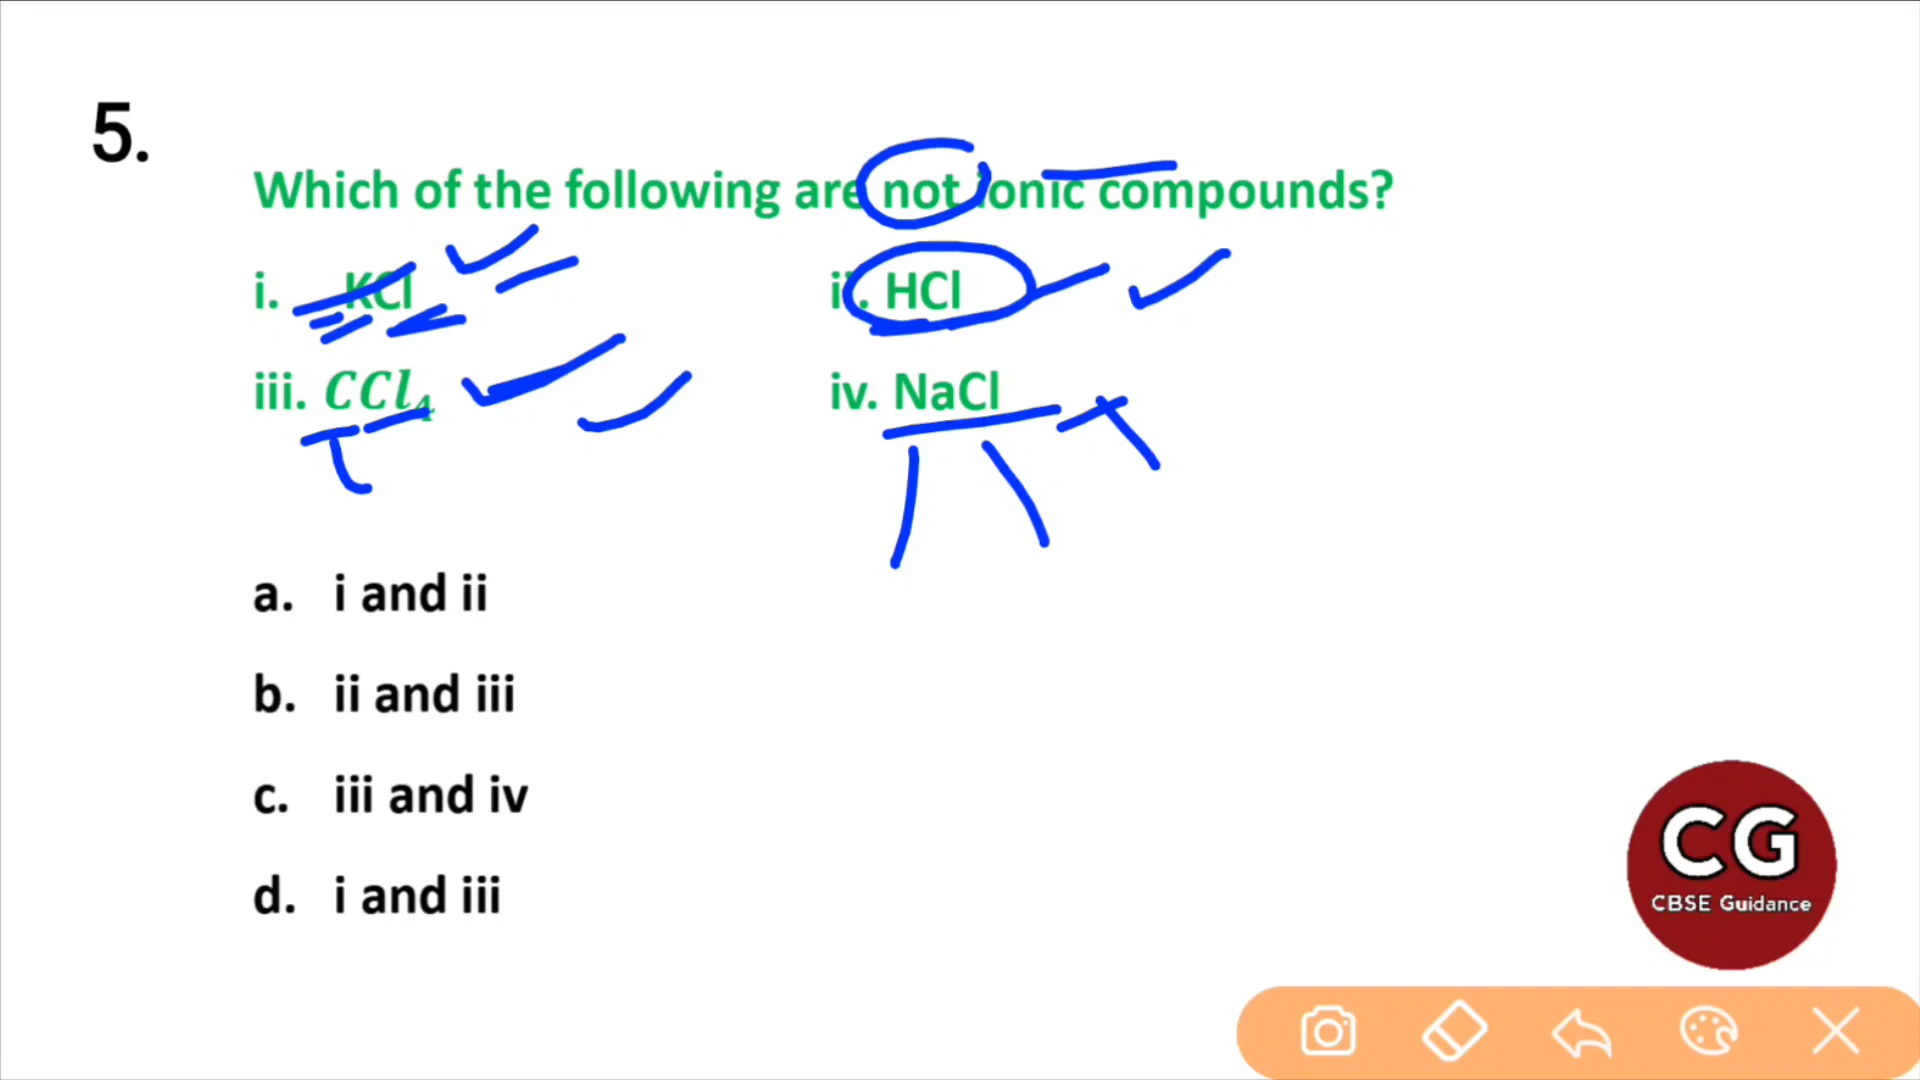 5.
Which of the following are not ionic compounds?
i. KCl ii. HCl
iii. CCl₄ iv. NaCl
a. i and ii
b. ii and iii
c. iii and iv
d. i and iii
CG
CBSE Guidance